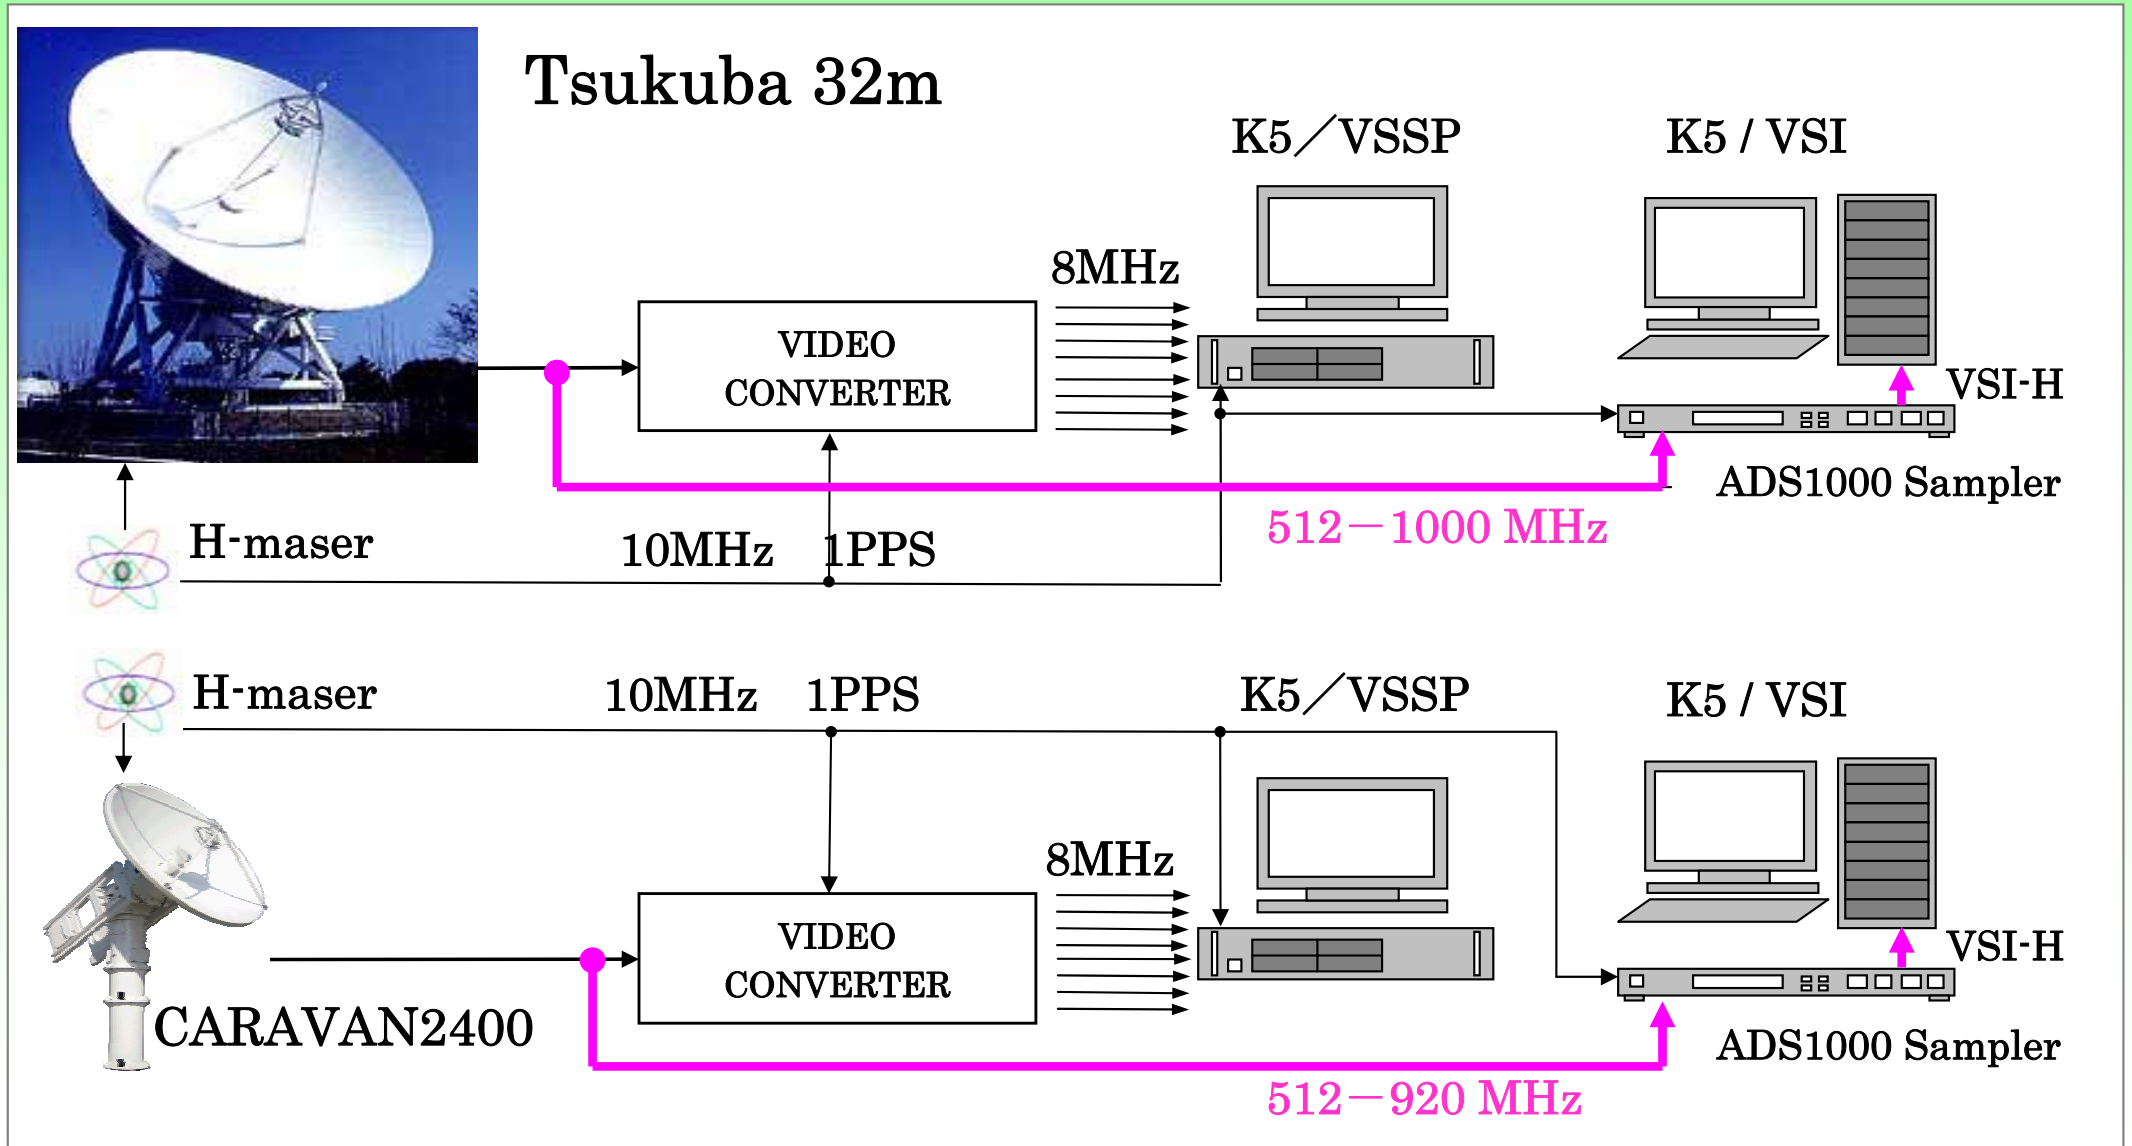 Tsukuba 32m
K5／VSSP
K5 / VSI
8MHz
VIDEO
CONVERTER
VSI-H
ADS1000 Sampler
512－1000 MHz
H-maser
10MHz 1PPS
H-maser
10MHz 1PPS
K5／VSSP
K5 / VSI
8MHz
VIDEO
CONVERTER
VSI-H
CARAVAN2400
ADS1000 Sampler
512－920 MHz